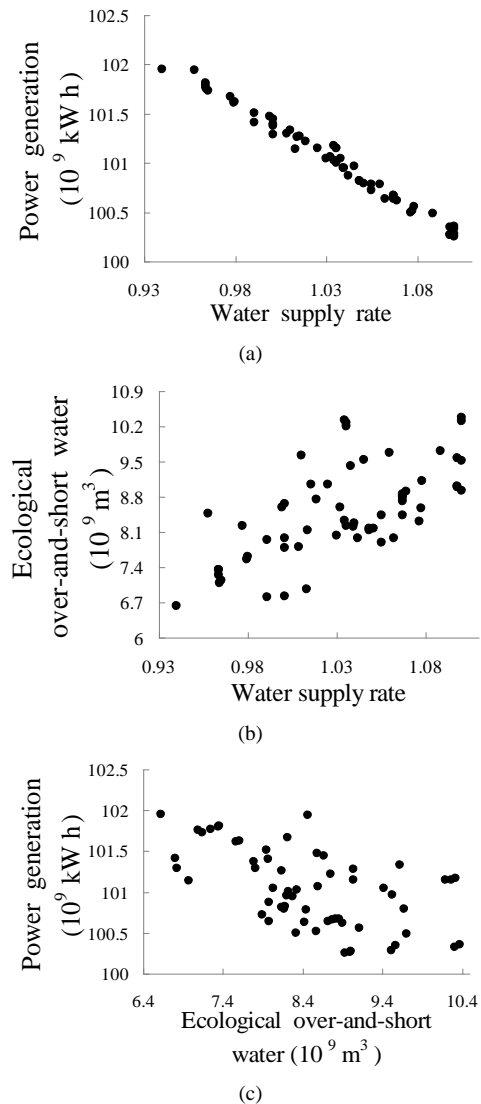 102.5
102
101.5
101
100.5
100
Power generation
(10 9 kW h)
0.93 0.98 1.03 1.08
Water supply rate
(a)
10.9
10.2
9.5
8.8
8.1
7.4
6.7
6
Ecological
over-and-short water
(10 9 m3)
0.93 0.98 1.03 1.08
Water supply rate
(b)
102.5
102
101.5
101
100.5
100
Power generation
(10 9 kW h)
6.4 7.4 8.4 9.4 10.4
Ecological over-and-short
water (10 9 m3)
(c)